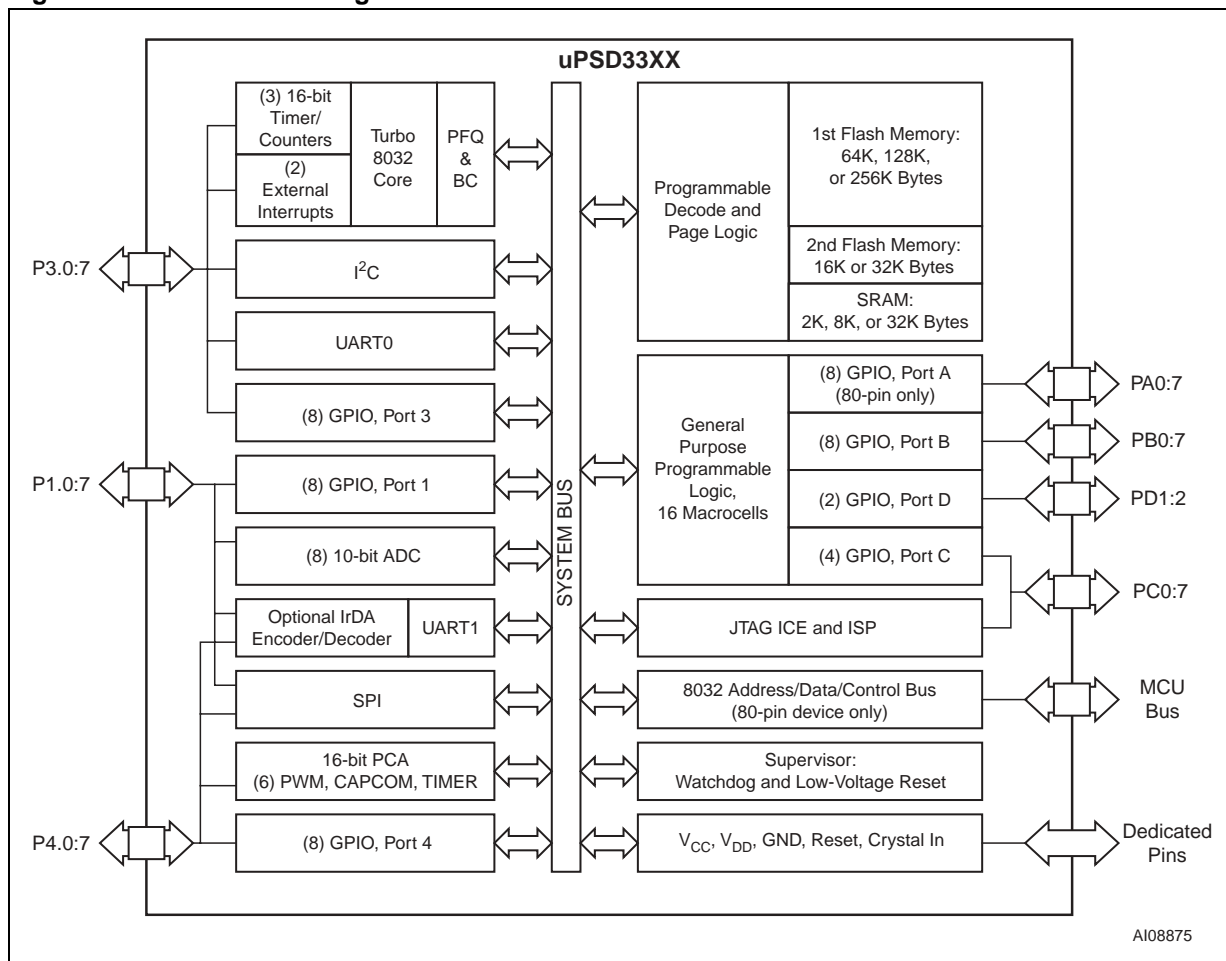 uPSD33XX
(3) 16-bit
Timer/
Counters
(2)
External
Interrupts
Turbo
8032
Core
PFQ
&
BC
I²C
UART0
(8) GPIO, Port 3
(8) GPIO, Port 1
(8) 10-bit ADC
Optional IrDA
Encoder/Decoder
UART1
SPI
16-bit PCA
(6) PWM, CAPCOM, TIMER
(8) GPIO, Port 4
P3.0:7
P1.0:7
P4.0:7
SYSTEM BUS
Programmable
Decode and
Page Logic
1st Flash Memory:
64K, 128K,
or 256K Bytes
2nd Flash Memory:
16K or 32K Bytes
SRAM:
2K, 8K, or 32K Bytes
General
Purpose
Programmable
Logic,
16 Macrocells
(8) GPIO, Port A
(80-pin only)
(8) GPIO, Port B
(2) GPIO, Port D
(4) GPIO, Port C
JTAG ICE and ISP
8032 Address/Data/Control Bus
(80-pin device only)
Supervisor:
Watchdog and Low-Voltage Reset
VCC, VDD, GND, Reset, Crystal In
PA0:7
PB0:7
PD1:2
PC0:7
MCU
Bus
Dedicated
Pins
AI08875